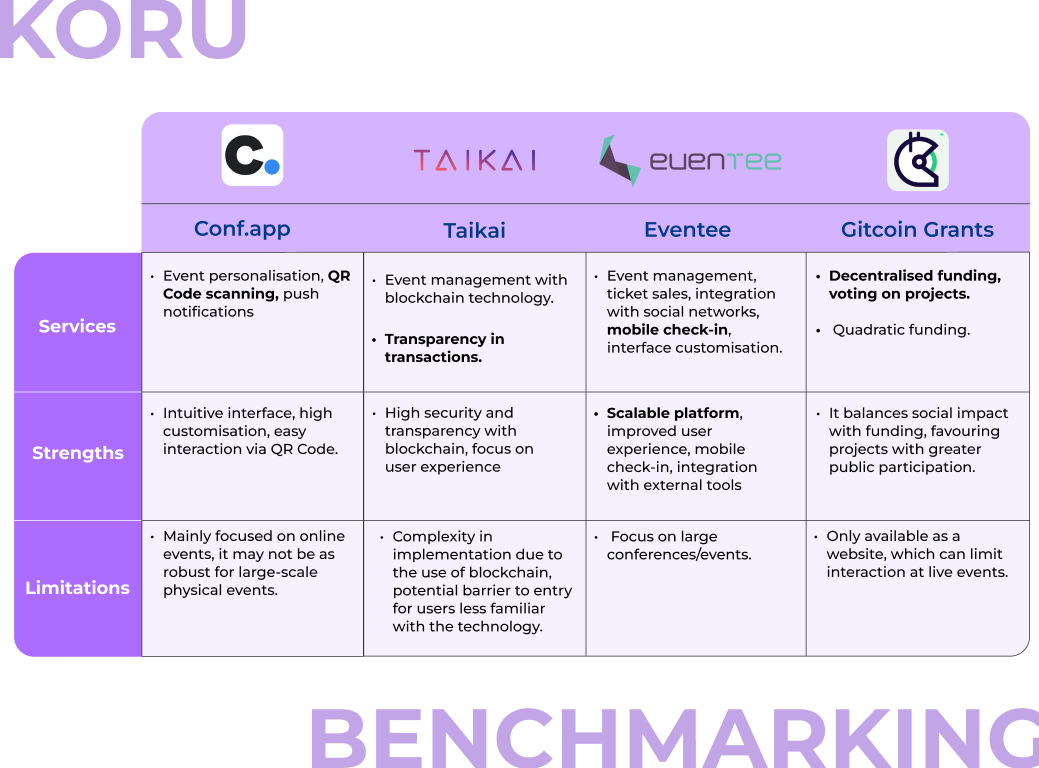 KORU
C.
TAIKAI
eventee
Conf.app
Taikai
Eventee
Gitcoin Grants
Services
• Event personalisation, QR
Code scanning, push
notifications
• Event management with
blockchain technology.
• Transparency in
transactions.
• Event management,
ticket sales, integration
with social networks,
mobile check-in,
interface customisation.
• Decentralised funding,
voting on projects.
• Quadratic funding.
Strengths
• Intuitive interface, high
customisation, easy
interaction via QR Code.
• High security and
transparency with
blockchain, focus on
user experience
• Scalable platform,
improved user
experience, mobile
check-in, integration
with external tools
• It balances social impact
with funding, favouring
projects with greater
public participation.
Limitations
• Mainly focused on online
events, it may not be as
robust for large-scale
physical events.
• Complexity in
implementation due to
the use of blockchain,
potential barrier to entry
for users less familiar
with the technology.
• Focus on large
conferences/events.
• Only available as a
website, which can limit
interaction at live events.
BENCHMARKING